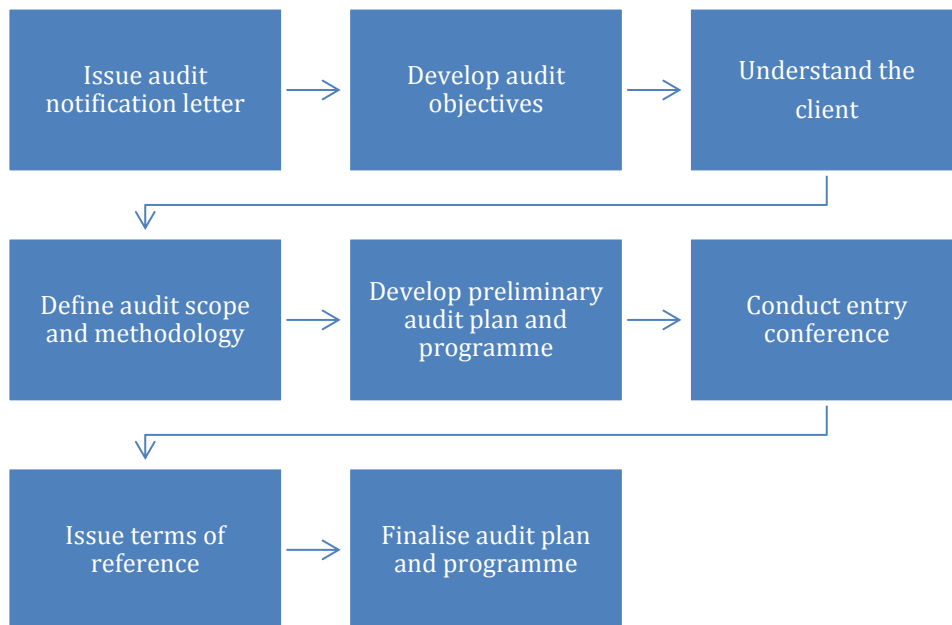 Issue audit
notification letter
Develop audit
objectives
Understand the
client
Define audit scope
and methodology
Develop preliminary
audit plan and
programme
Conduct entry
conference
Issue terms of
reference
Finalise audit plan
and programme